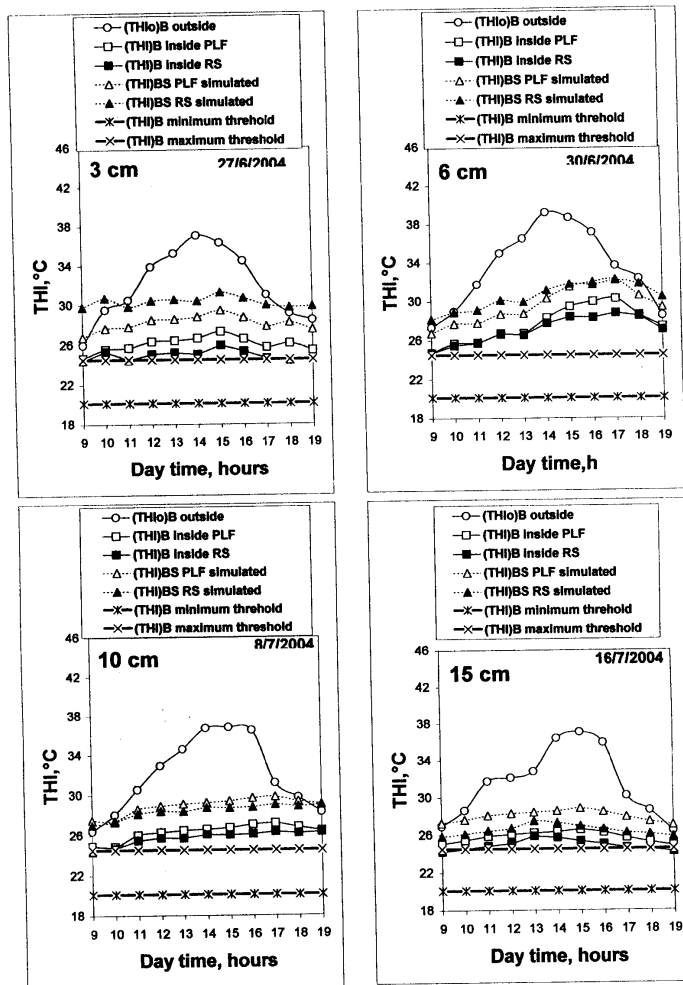 (THIo)B outside
(THI)B inside PLF
(THI)B inside RS
(THI)BS PLF simulated
(THI)BS RS simulated
(THI)B minimum threhold
(THI)B maximum threshold
3 cm
27/6/2004
THI,°C
46
42
38
34
30
26
22
18
9 10 11 12 13 14 15 16 17 18 19
Day time, hours
(THIo)B outside
(THI)B inside PLF
(THI)B inside RS
(THI)BS PLF simulated
(THI)BS RS simulated
(THI)B minimum threhold
(THI)B maximum threshold
6 cm
30/6/2004
THI,°C
46
42
38
34
30
26
22
18
9 10 11 12 13 14 15 16 17 18 19
Day time,h
(THIo)B outside
(THI)B inside PLF
(THI)B inside RS
(THI)BS PLF simulated
(THI)BS RS simulated
(THI)B minimum threhold
(THI)B maximum threshold
10 cm
8/7/2004
THI,°C
46
42
38
34
30
26
22
18
9 10 11 12 13 14 15 16 17 18 19
Day time, hours
(THIo)B outside
(THI)B inside PLF
(THI)B inside RS
(THI)BS PLF simulated
(THI)BS RS simulated
(THI)B minimum threhold
(THI)B maximum threshold
15 cm
16/7/2004
THI,°C
46
42
38
34
30
26
22
18
9 10 11 12 13 14 15 16 17 18 19
Day time, hours